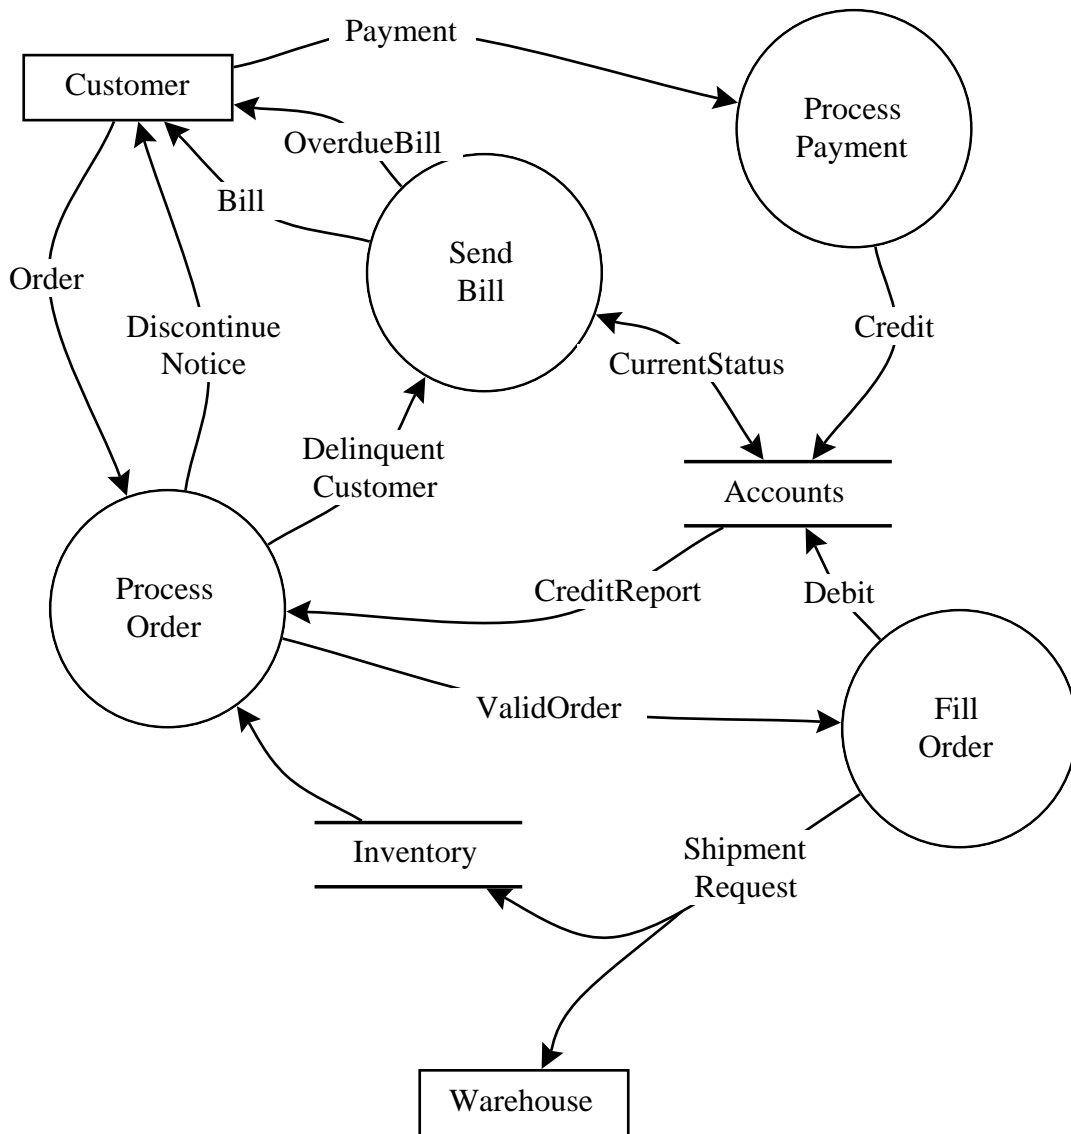 Payment
Customer
Process
Payment
OverdueBill
Bill
Send
Bill
Order
Discontinue
Notice
Credit
CurrentStatus
Delinquent
Customer
Accounts
Process
Order
CreditReport
Debit
ValidOrder
Fill
Order
Inventory
Shipment
Request
Warehouse